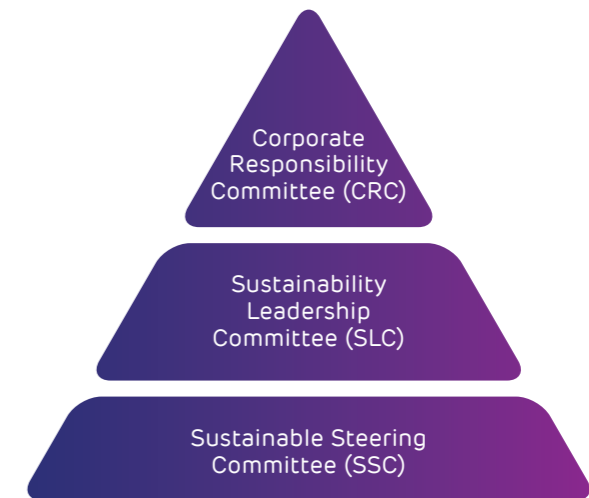 Corporate
Responsibility
Committee (CRC)
Sustainability
Leadership
Committee (SLC)
Sustainable Steering
Committee (SSC)